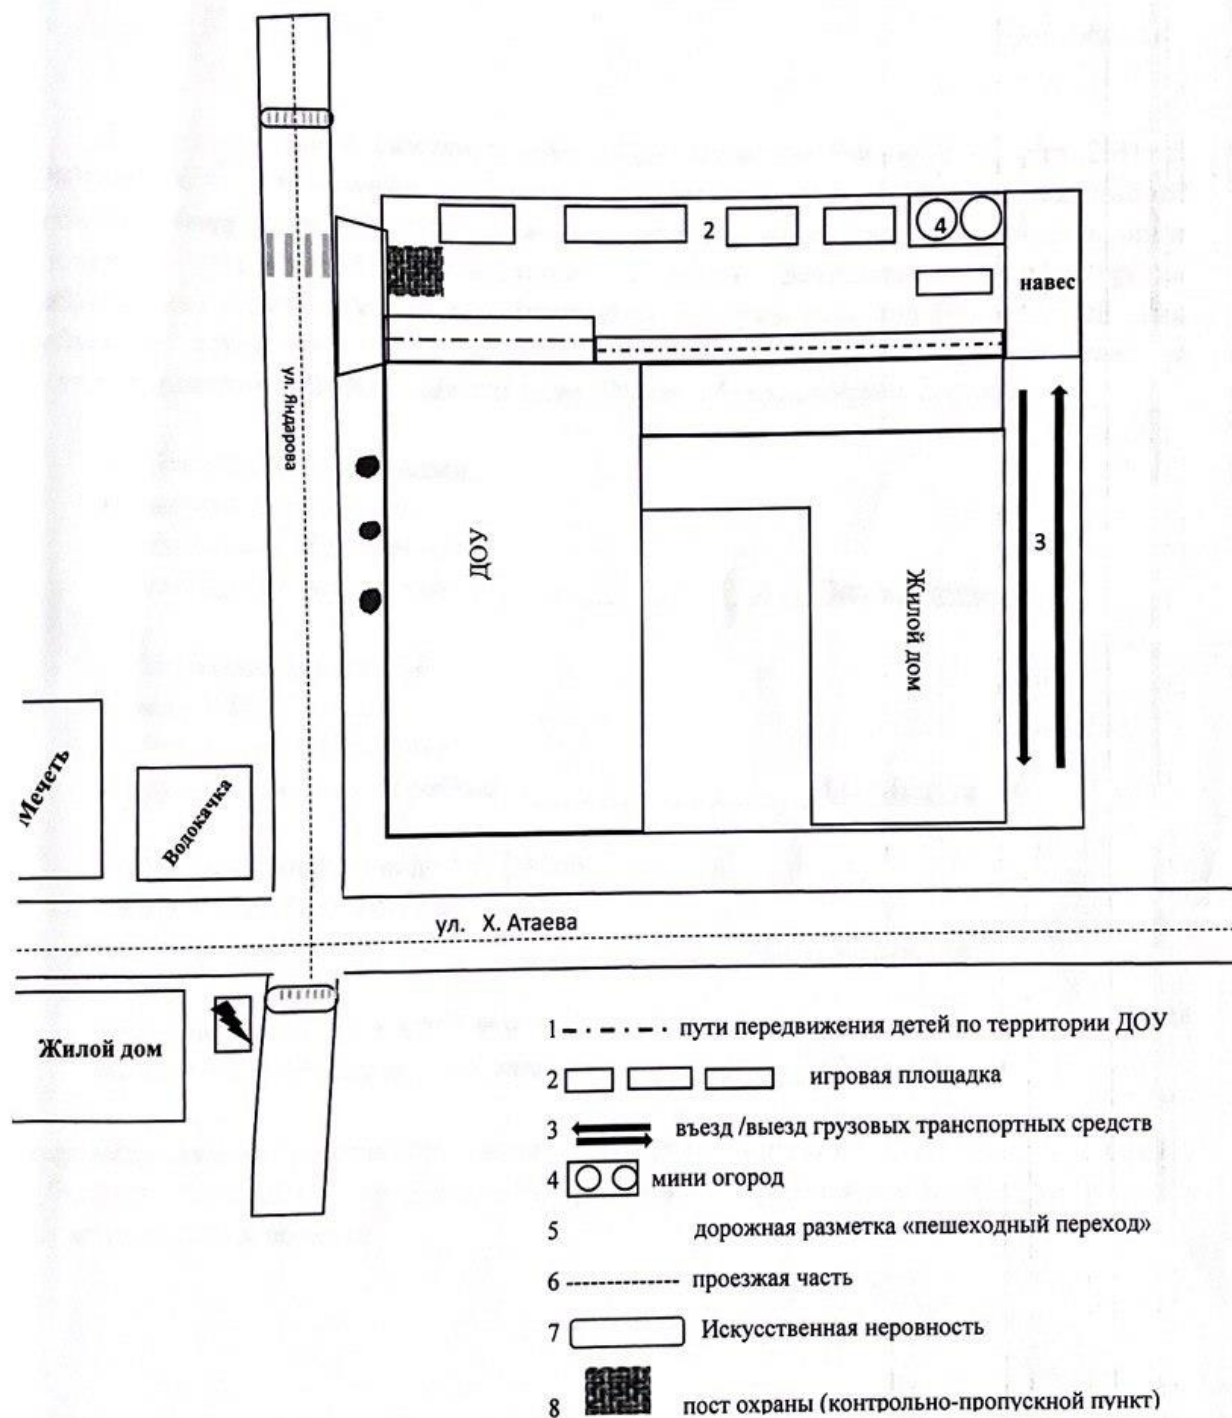 2
4
навес
ул. Яндарова
ДОУ
3
Жилой дом
Мечеть
Водокачка
ул. Х. Атаева
Жилой дом
1 пути передвижения детей по территории ДОУ
2 игровая площадка
3 въезд /выезд грузовых транспортных средств
4 мини огород
5 дорожная разметка «пешеходный переход»
6 проезжая часть
7 Искусственная неровность
8 пост охраны (контрольно-пропускной пункт)